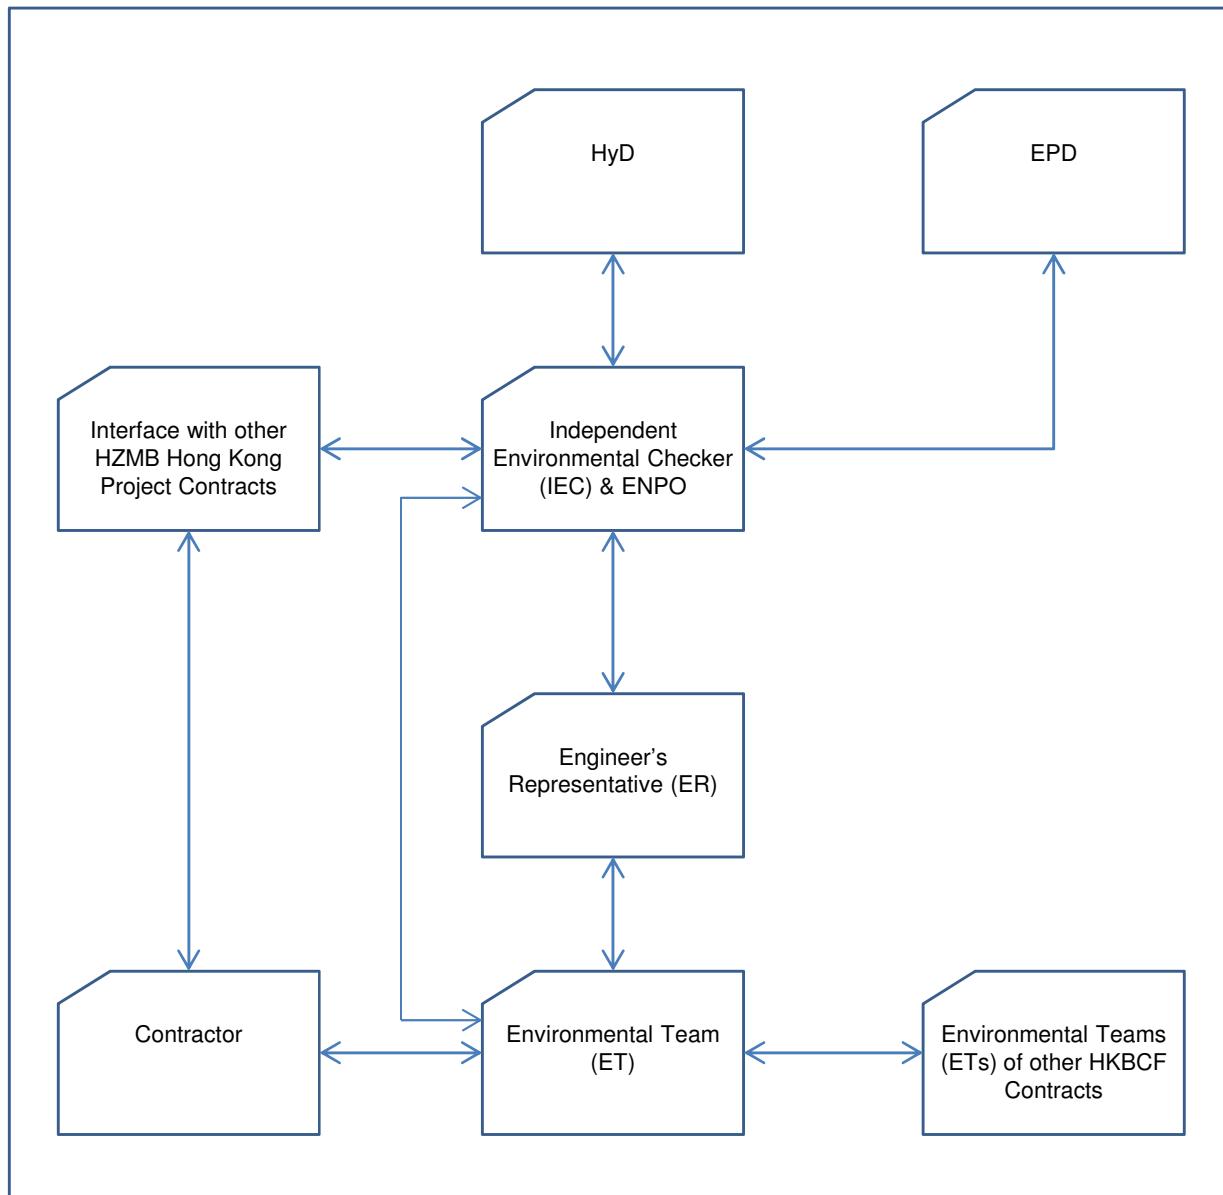 HyD
EPD
Interface with other
HZMB Hong Kong
Project Contracts
Independent
Environmental Checker
(IEC) & ENPO
Engineer's
Representative (ER)
Contractor
Environmental Team
(ET)
Environmental Teams
(ETs) of other HKBCF
Contracts